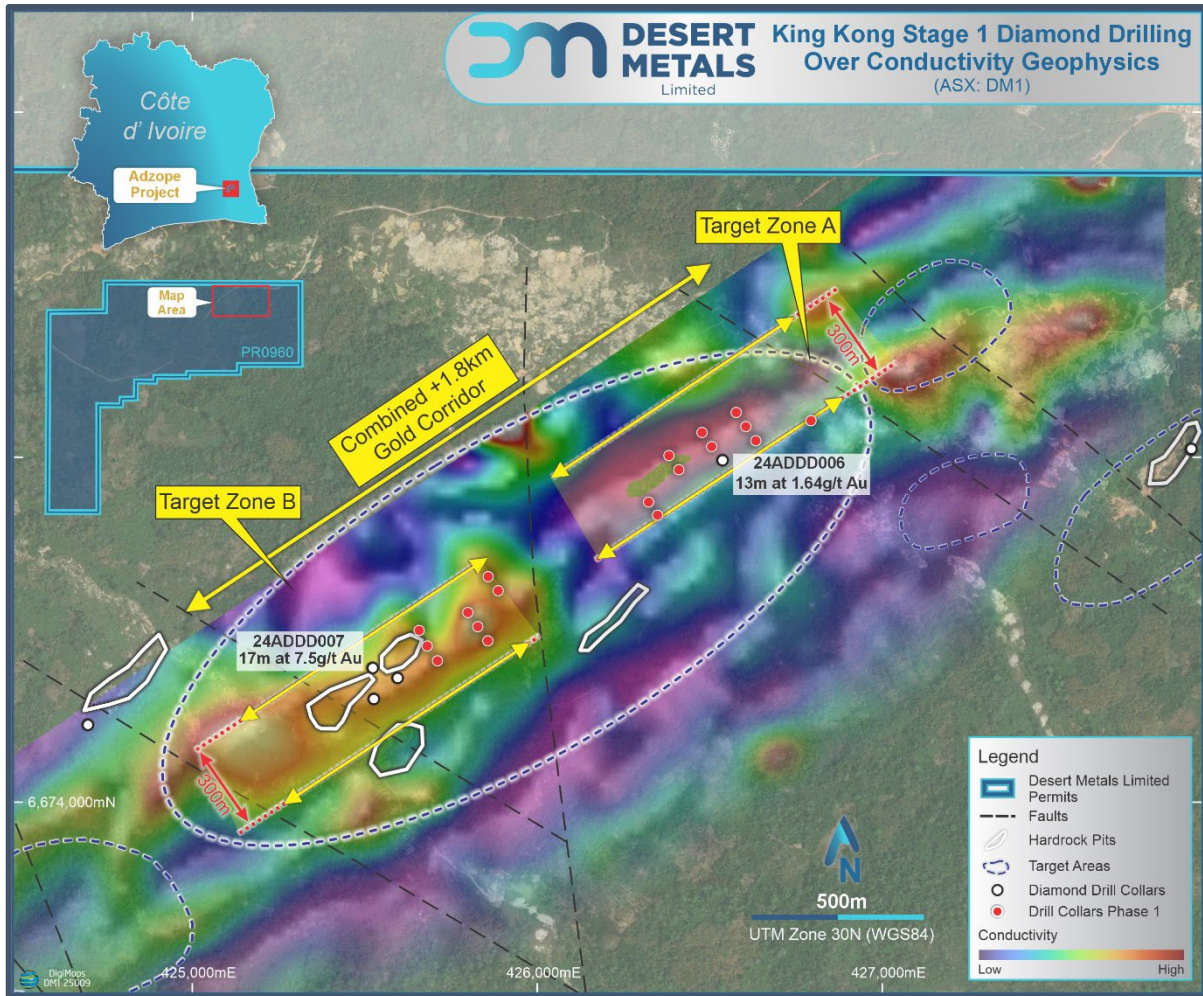 DESERT
METALS
Limited
King Kong Stage 1 Diamond Drilling
Over Conductivity Geophysics
(ASX: DM1)
Côte
d' Ivoire
Adzope
Project
Map
Area
PR0960
Target Zone A
300m
Combined +1.8km
Gold Corridor
24ADDD006
13m at 1.64g/t Au
Target Zone B
24ADDD007
17m at 7.5g/t Au
300m
6,674,000mN
Legend
Desert Metals Limited
Permits
Faults
Hardrock Pits
Target Areas
Diamond Drill Collars
Drill Collars Phase 1
Conductivity
Low
High
N
500m
UTM Zone 30N (WGS84)
DigiMaps
DM1 25009
425,000mE
426,000mE
427,000mE